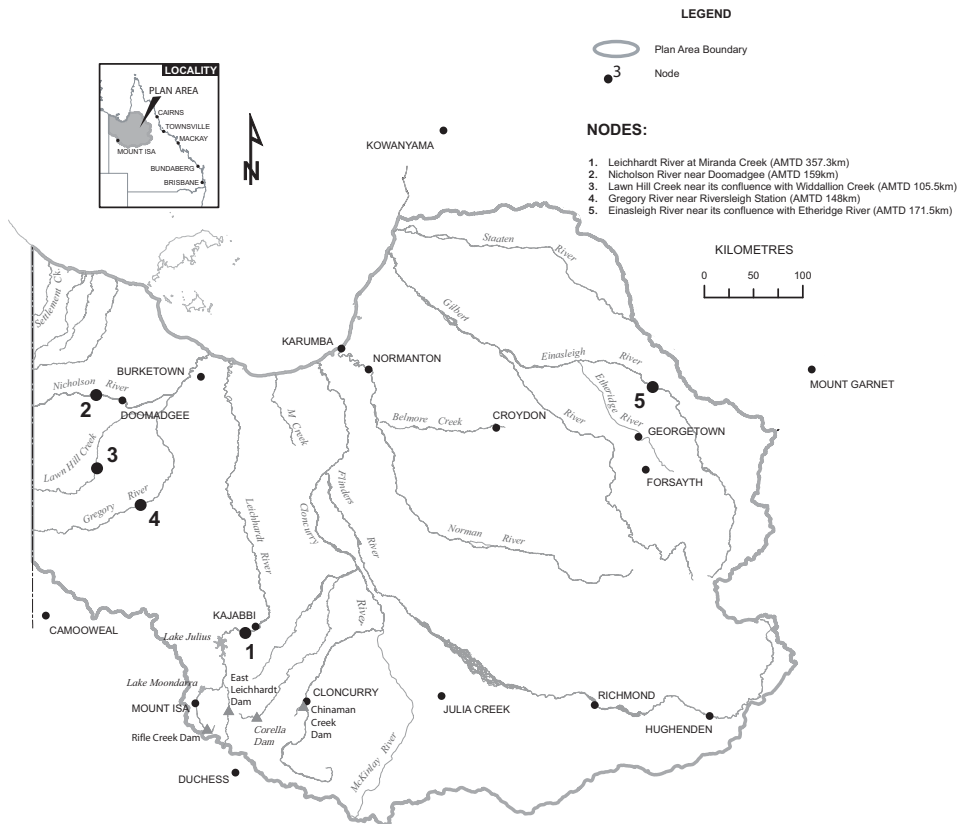 LEGEND
Plan Area Boundary
3
Node
LOCALITY
PLAN AREA
CAIRNS
TOWNSVILLE
MACKAY
MOUNT ISA
BUNDABERG
BRISBANE
N
KOWANYAMA
NODES:
1. Leichhardt River at Miranda Creek (AMTD 357.3km)
2. Nicholson River near Doomadgee (AMTD 159km)
3. Lawn Hill Creek near its confluence with Widdallion Creek (AMTD 105.5km)
4. Gregory River near Riversleigh Station (AMTD 148km)
5. Einasleigh River near its confluence with Etheridge River (AMTD 171.5km)
KILOMETRES
0 50 100
Staaten River
Settlement Ck.
Gilbert River
KARUMBA
NORMANTON
Einasleigh River
MOUNT GARNET
BURKETOWN
Nicholson River
2
DOOMADGEE
5
Etheridge River
M Creek
Belmore Creek
CROYDON
GEORGETOWN
Lawn Hill Creek
3
FORSAYTH
Gregory River
4
Leichhardt River
Cloncurry River
Flinders River
Norman River
KAJABBI
1
CAMOOWEAL
Lake Julius
Lake Moondarra
East
Leichhardt
Dam
MOUNT ISA
CLONCURRY
Chinaman
Creek
Dam
Corella
Dam
Rifle Creek Dam
JULIA CREEK
RICHMOND
HUGHENDEN
DUCHESS
McKinlay River